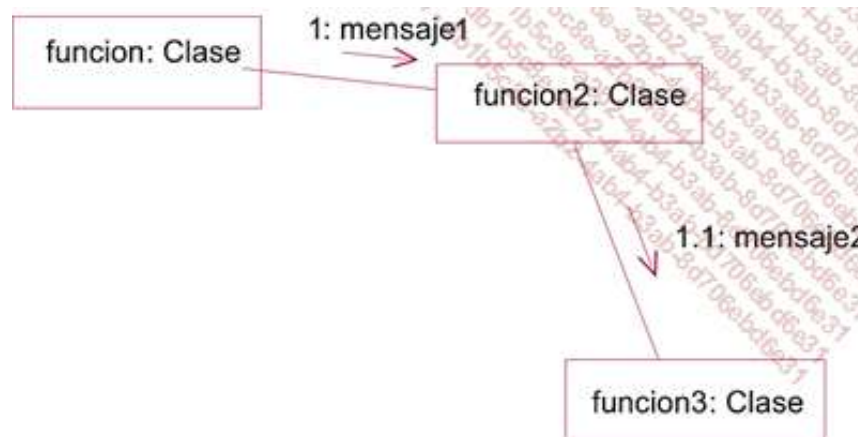 1: mensaje1
funcion: Clase
funcion2: Clase
1.1: mensaje2
funcion3: Clase